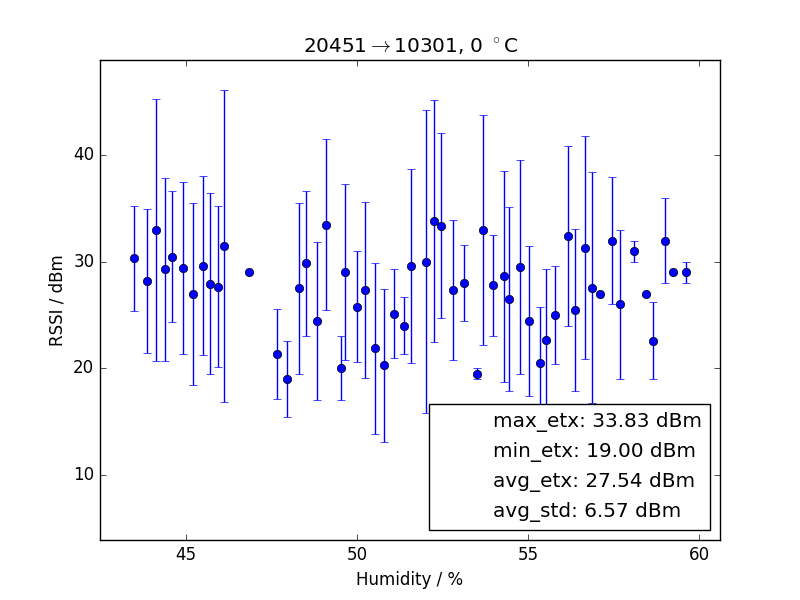 20451→10301, 0 °C
RSSI / dBm
40
30
20
10
max_etx: 33.83 dBm
min_etx: 19.00 dBm
avg_etx: 27.54 dBm
avg_std: 6.57 dBm
45
50
55
60
Humidity / %